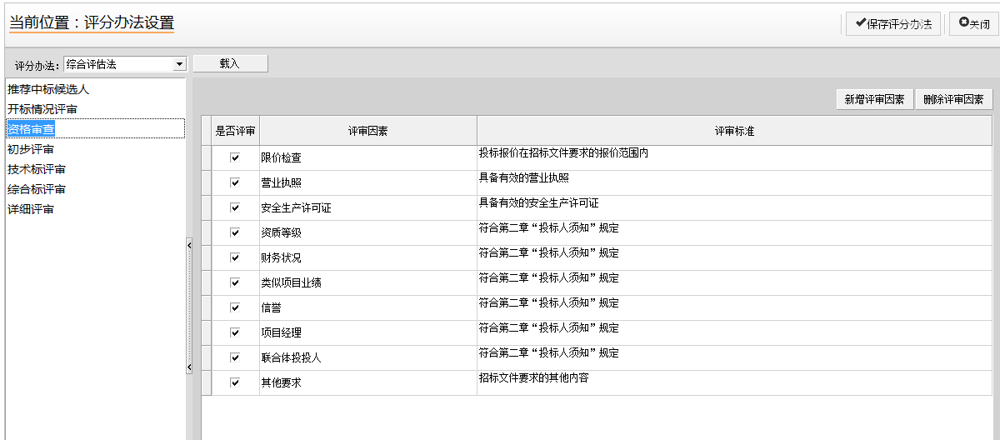 当前位置：评分办法设置
保存评分办法
关闭
评分办法：
综合评估法
载入
推荐中标候选人
开标情况评审
资格审查
初步评审
技术标评审
综合标评审
详细评审
新增评审因素
删除评审因素
是否评审 评审因素 评审标准
限价检查 投标报价在招标文件要求的报价范围内
营业执照 具备有效的营业执照
安全生产许可证 具备有效的安全生产许可证
资质等级 符合第二章“投标人须知”规定
财务状况 符合第二章“投标人须知”规定
类似项目业绩 符合第二章“投标人须知”规定
信誉 符合第二章“投标人须知”规定
项目经理 符合第二章“投标人须知”规定
联合体投投人 符合第二章“投标人须知”规定
其他要求 招标文件要求的其他内容